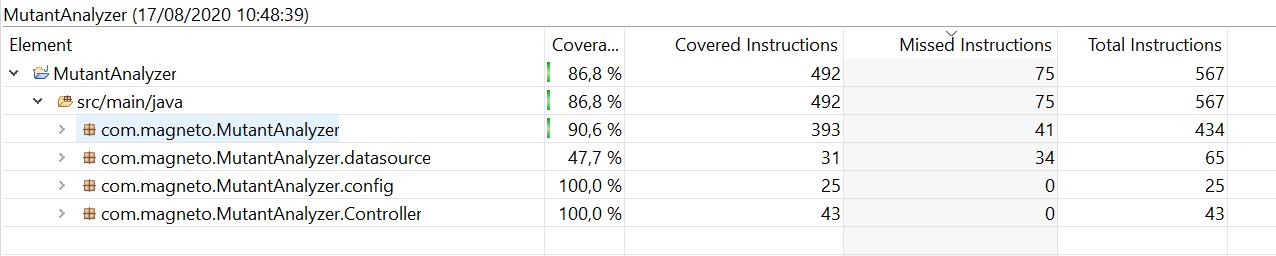 MutantAnalyzer (17/08/2020 10:48:39)
Element Covera... Covered Instructions Missed Instructions Total Instructions
MutantAnalyzer 86,8 % 492 75 567
src/main/java 86,8 % 492 75 567
com.magneto.MutantAnalyzer 90,6 % 393 41 434
com.magneto.MutantAnalyzer.datasource 47,7 % 31 34 65
com.magneto.MutantAnalyzer.config 100,0 % 25 0 25
com.magneto.MutantAnalyzer.Controller 100,0 % 43 0 43